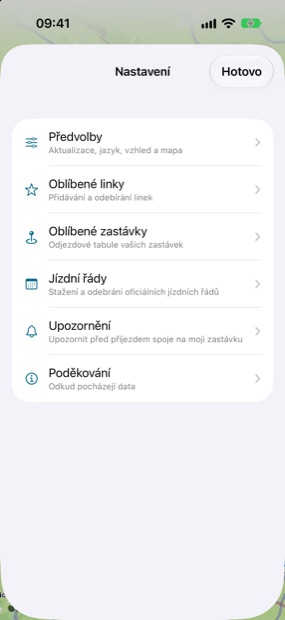 09:41
Nastavení
Hotovo
Předvolby
Aktualizace, jazyk, vzhled a mapa
Oblíbené linky
Přidávání a odebírání linek
Oblíbené zastávky
Odjezdové tabule vašich zastávek
Jízdní řády
Stažení a odebrání oficiálních jízdních řádů
Upozornění
Upozornit před příjezdem spoje na moji zastávku
Poděkování
Odkud pocházejí data